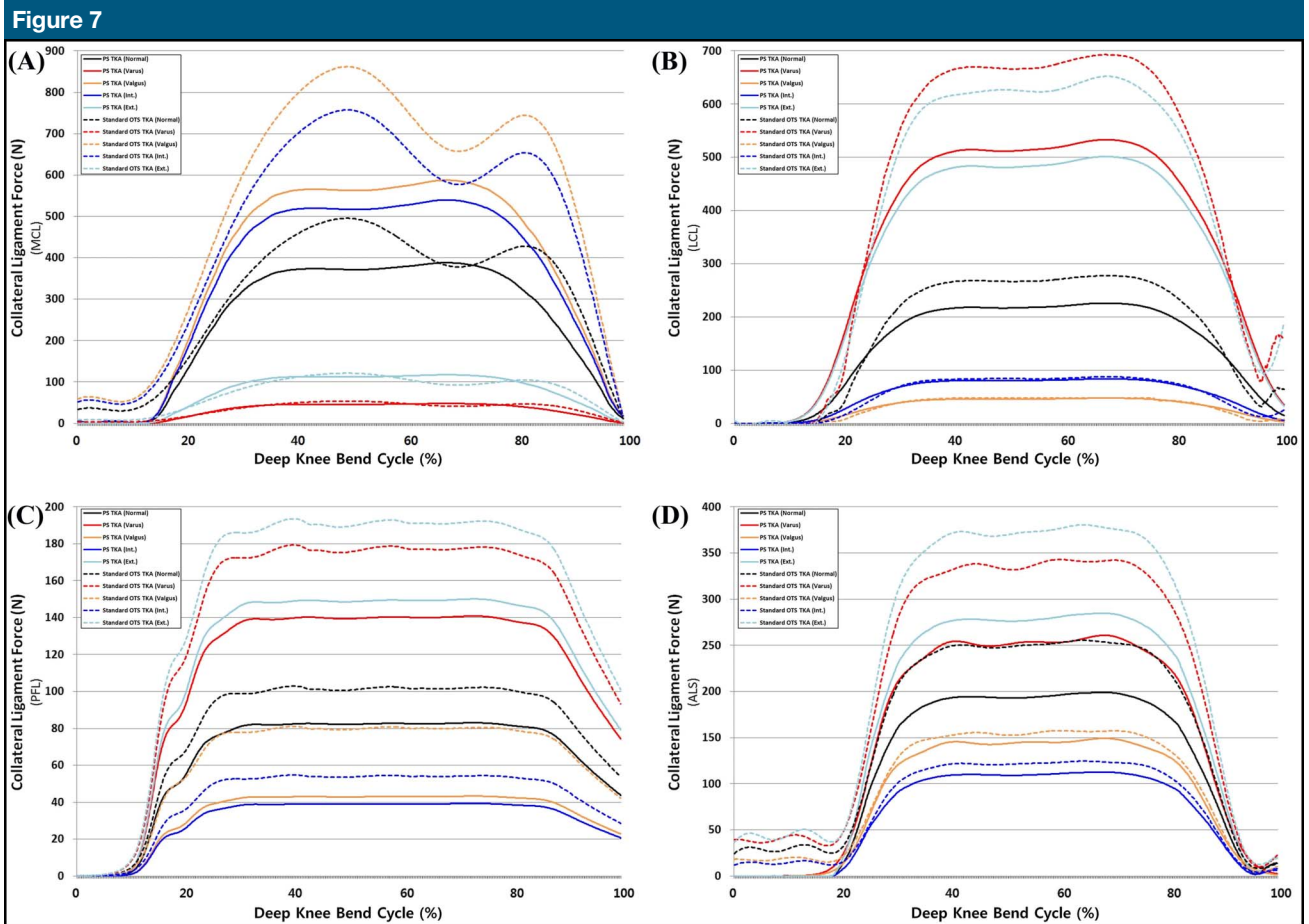 Figure 7
(A)
Collateral Ligament Force (N)
(MCL)
900
800
700
600
500
400
300
200
100
0
PS TKA (Normal)
PS TKA (Varus)
PS TKA (Valgus)
PS TKA (Int.)
PS TKA (Ext.)
Standard OTS TKA (Normal)
Standard OTS TKA (Varus)
Standard OTS TKA (Valgus)
Standard OTS TKA (Int.)
Standard OTS TKA (Ext.)
0 20 40 60 80 100
Deep Knee Bend Cycle (%)
(B)
Collateral Ligament Force (N)
(LCL)
700
600
500
400
300
200
100
0
PS TKA (Normal)
PS TKA (Varus)
PS TKA (Valgus)
PS TKA (Int.)
PS TKA (Ext.)
Standard OTS TKA (Normal)
Standard OTS TKA (Varus)
Standard OTS TKA (Valgus)
Standard OTS TKA (Int.)
Standard OTS TKA (Ext.)
0 20 40 60 80 100
Deep Knee Bend Cycle (%)
(C)
Collateral Ligament Force (N)
(PFL)
200
180
160
140
120
100
80
60
40
20
0
PS TKA (Normal)
PS TKA (Varus)
PS TKA (Valgus)
PS TKA (Int.)
PS TKA (Ext.)
Standard OTS TKA (Normal)
Standard OTS TKA (Varus)
Standard OTS TKA (Valgus)
Standard OTS TKA (Int.)
Standard OTS TKA (Ext.)
0 20 40 60 80 100
Deep Knee Bend Cycle (%)
(D)
Collateral Ligament Force (N)
(ALS)
400
350
300
250
200
150
100
50
0
PS TKA (Normal)
PS TKA (Varus)
PS TKA (Valgus)
PS TKA (Int.)
PS TKA (Ext.)
Standard OTS TKA (Normal)
Standard OTS TKA (Varus)
Standard OTS TKA (Valgus)
Standard OTS TKA (Int.)
Standard OTS TKA (Ext.)
0 20 40 60 80 100
Deep Knee Bend Cycle (%)